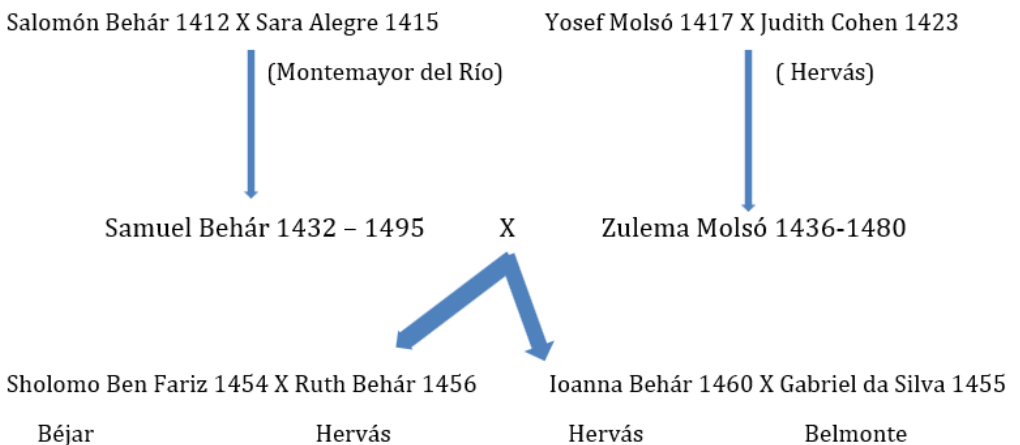 Salomón Behár 1412 X Sara Alegre 1415 Yosef Molsó 1417 X Judith Cohen 1423
(Montemayor del Río) ( Hervás)
Samuel Behár 1432 – 1495 X Zulema Molsó 1436-1480
Sholomo Ben Fariz 1454 X Ruth Behár 1456 Ioanna Behár 1460 X Gabriel da Silva 1455
Béjar Hervás Hervás Belmonte